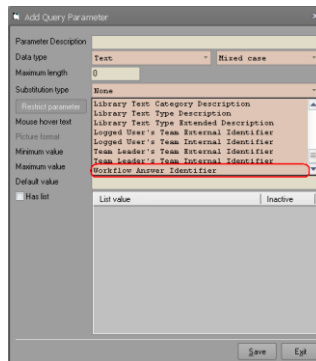 Add Query Parameter
Parameter Description
Data type Text Mixed case
Maximum length 0
Substitution type None
Restrict parameter
Library Text Category Description
Library Text Type Description
Mouse hover text Library Text Type Extended Description
Logged User's Team External Identifier
Picture format Logged User's Team Internal Identifier
Minimum value Team Leader's Team External Identifier
Team Leader's Team Internal Identifier
Maximum value Workflow Answer Identifier
Default value
Has list List value Inactive
Save Exit